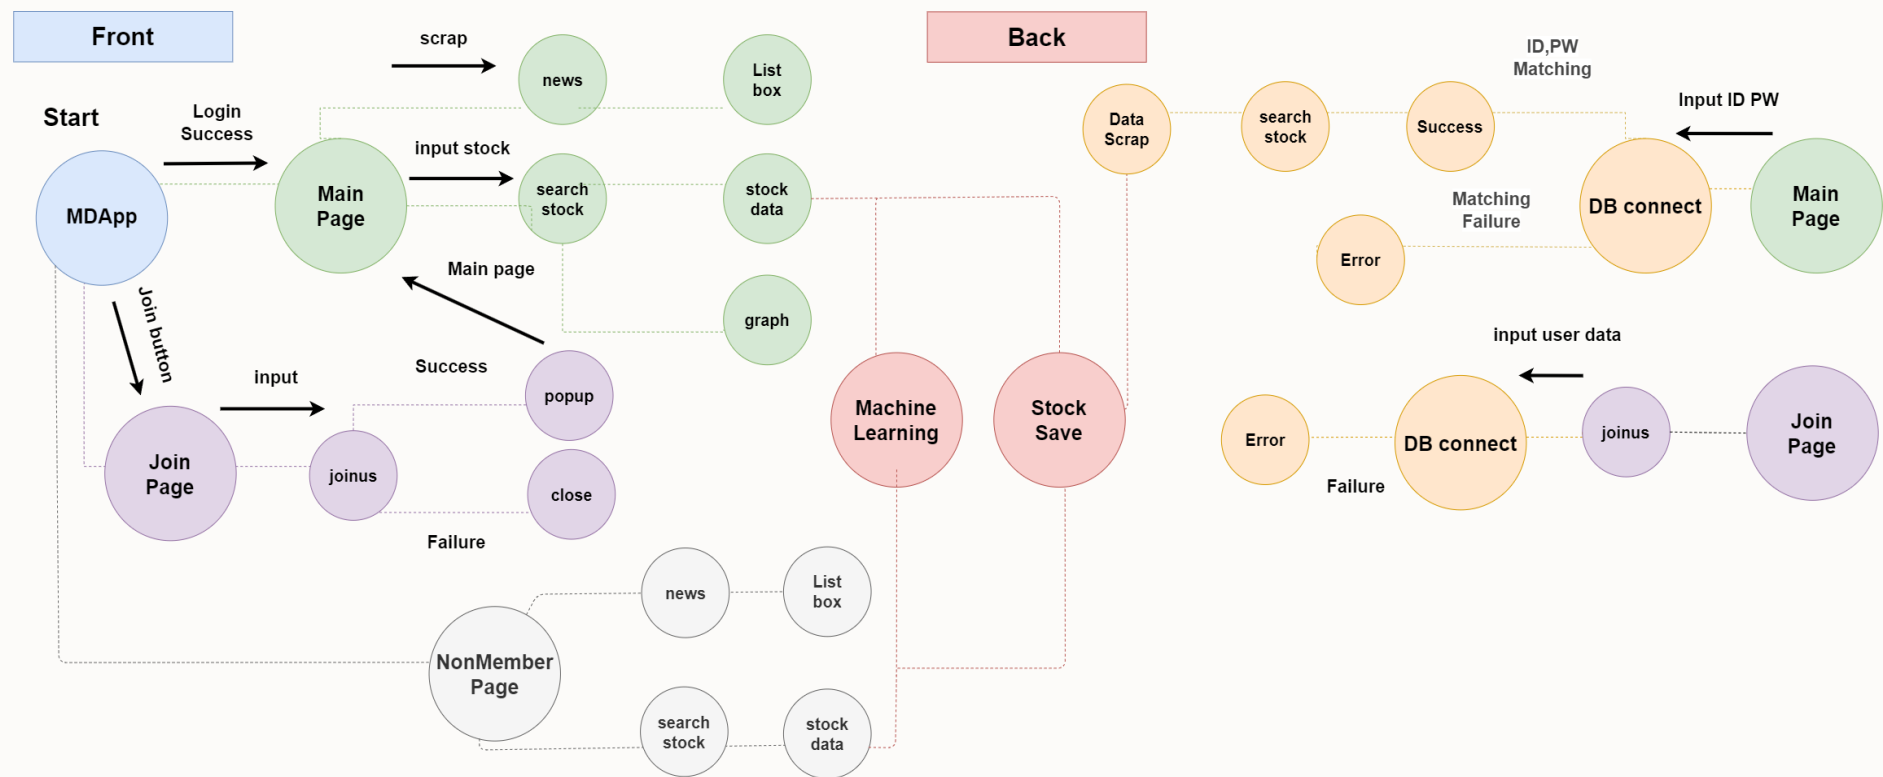 Front
Back
Start
Login
Success
scrap
news
List
box
MDApp
Main
Page
input stock
search
stock
stock
data
Main page
graph
Join button
Join
Page
input
joinus
Success
popup
close
Failure
NonMember
Page
news
List
box
search
stock
stock
data
Machine
Learning
Stock
Save
Data
Scrap
search
stock
Success
ID,PW
Matching
Input ID PW
DB connect
Main
Page
Matching
Failure
Error
input user data
Error
DB connect
joinus
Join
Page
Failure